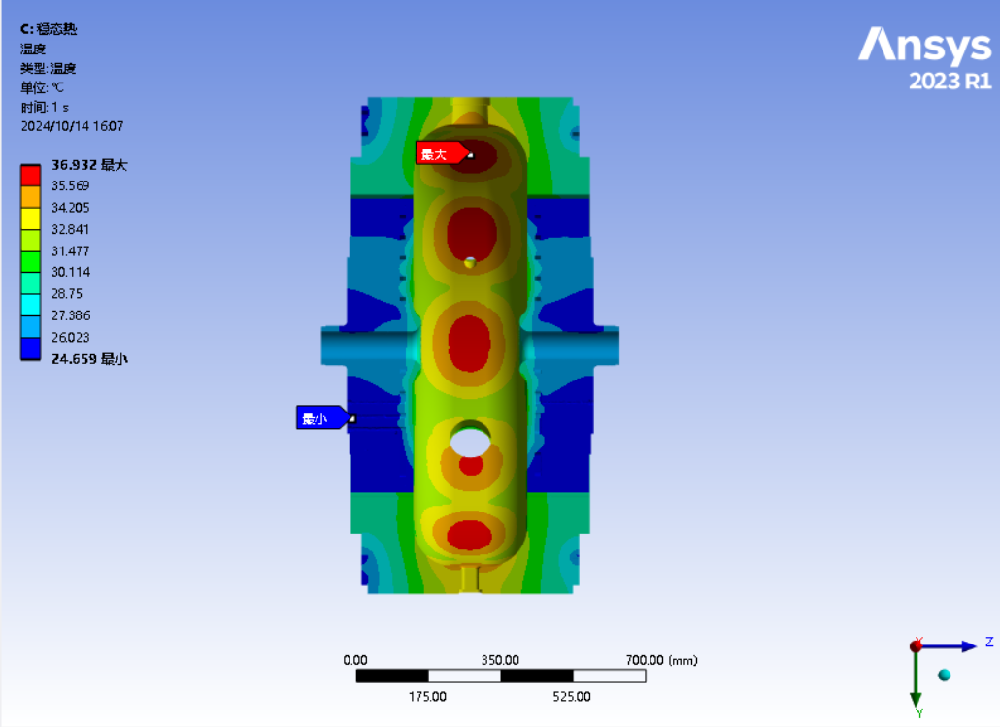 C: 稳态热
温度
类型: 温度
单位: ℃
时间: 1 s
2024/10/14 16:07
Ansys
2023 R1
36.932 最大
35.569
34.205
32.841
31.477
30.114
28.75
27.386
26.023
24.659 最小
最大
最小
0.00 350.00 700.00 (mm)
175.00 525.00
X
Z
Y